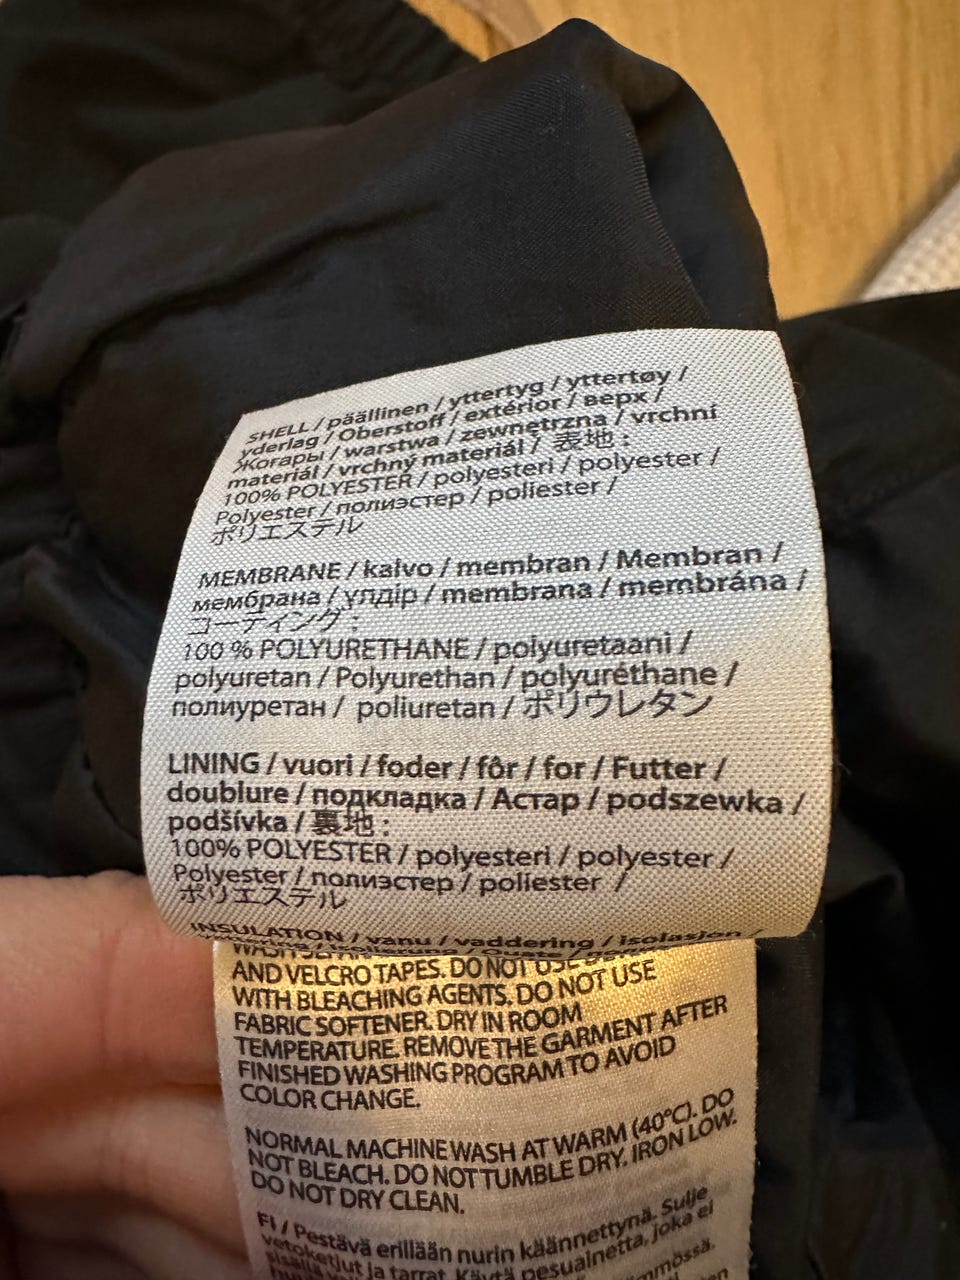 SHELL / päällinen / yttertyg / yttertøy /
yderlag / Oberstoff / extérior / верх /
Жоғарғы / warstwa / zewnętrzna / vrchní
materiál / vrchný materiál / 表地 :
100% POLYESTER / polyesteri / polyester /
Polyester / полиэстер / poliester /
ポリエステル
MEMBRANE / kalvo / membran / Membran /
мембрана / үлдір / membrana / membrána /
コーティング :
100 % POLYURETHANE / polyuretaani /
polyuretan / Polyurethan / polyuréthane /
полиуретан / poliuretan / ポリウレタン
LINING / vuori / foder / fôr / for / Futter /
doublure / подкладка / Астар / podszewka /
podšívka / 裏地 :
100% POLYESTER / polyesteri / polyester /
Polyester / полиэстер / poliester /
ポリエステル
INSULATION / vanu / vaddering / isolasjon /
AND VELCRO TAPES. DO NOT USE
WITH BLEACHING AGENTS. DO NOT USE
FABRIC SOFTENER. DRY IN ROOM
TEMPERATURE. REMOVE THE GARMENT AFTER
FINISHED WASHING PROGRAM TO AVOID
COLOR CHANGE.
NORMAL MACHINE WASH AT WARM (40°C). DO
NOT BLEACH. DO NOT TUMBLE DRY. IRON LOW.
DO NOT DRY CLEAN.
FI / Pestävä erillään nurin käännettynä. Sulje
vetoketjut ja tarrat. Käytä pesuainetta, joka ei